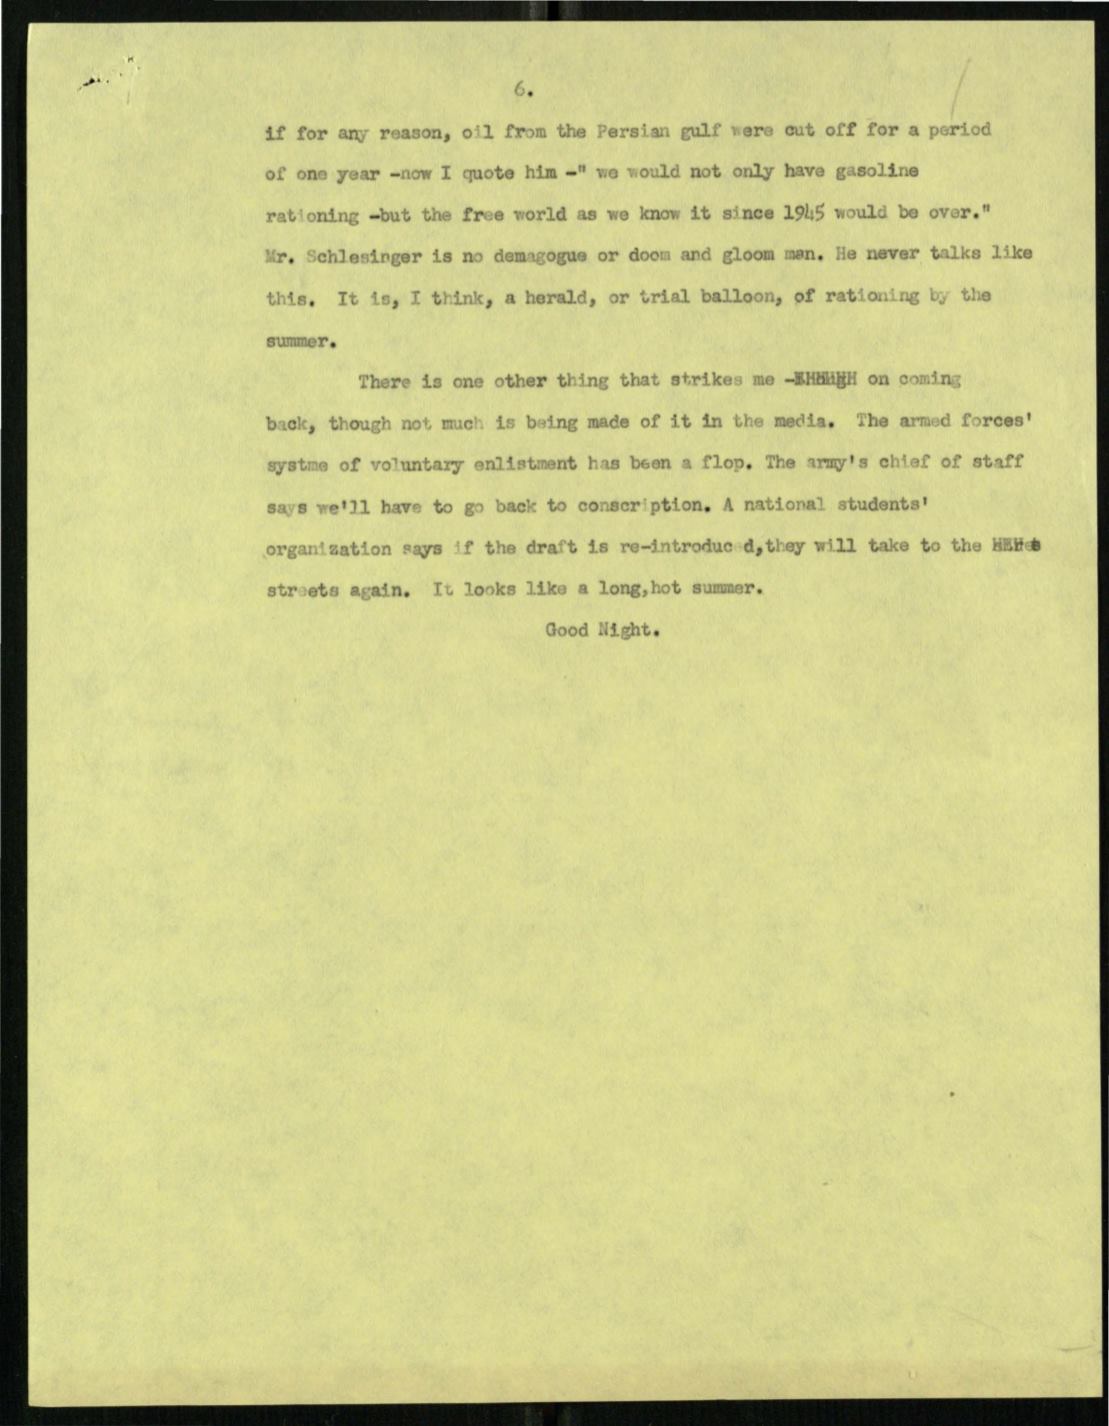 6.
if for any reason, oil from the Persian gulf were cut off for a period
of one year -now I quote him -" we would not only have gasoline
rationing -but the free world as we know it since 1945 would be over."
Mr. Schlesinger is no demagogue or doom and gloom man. He never talks like
this. It is, I think, a herald, or trial balloon, of rationing by the
summer.
There is one other thing that strikes me - on coming
back, though not much is being made of it in the media. The armed forces'
systme of voluntary enlistment has been a flop. The army's chief of staff
says we'll have to go back to conscription. A national students'
organization says if the draft is re-introduc d,they will take to the
streets again. It looks like a long,hot summer.
Good Night.